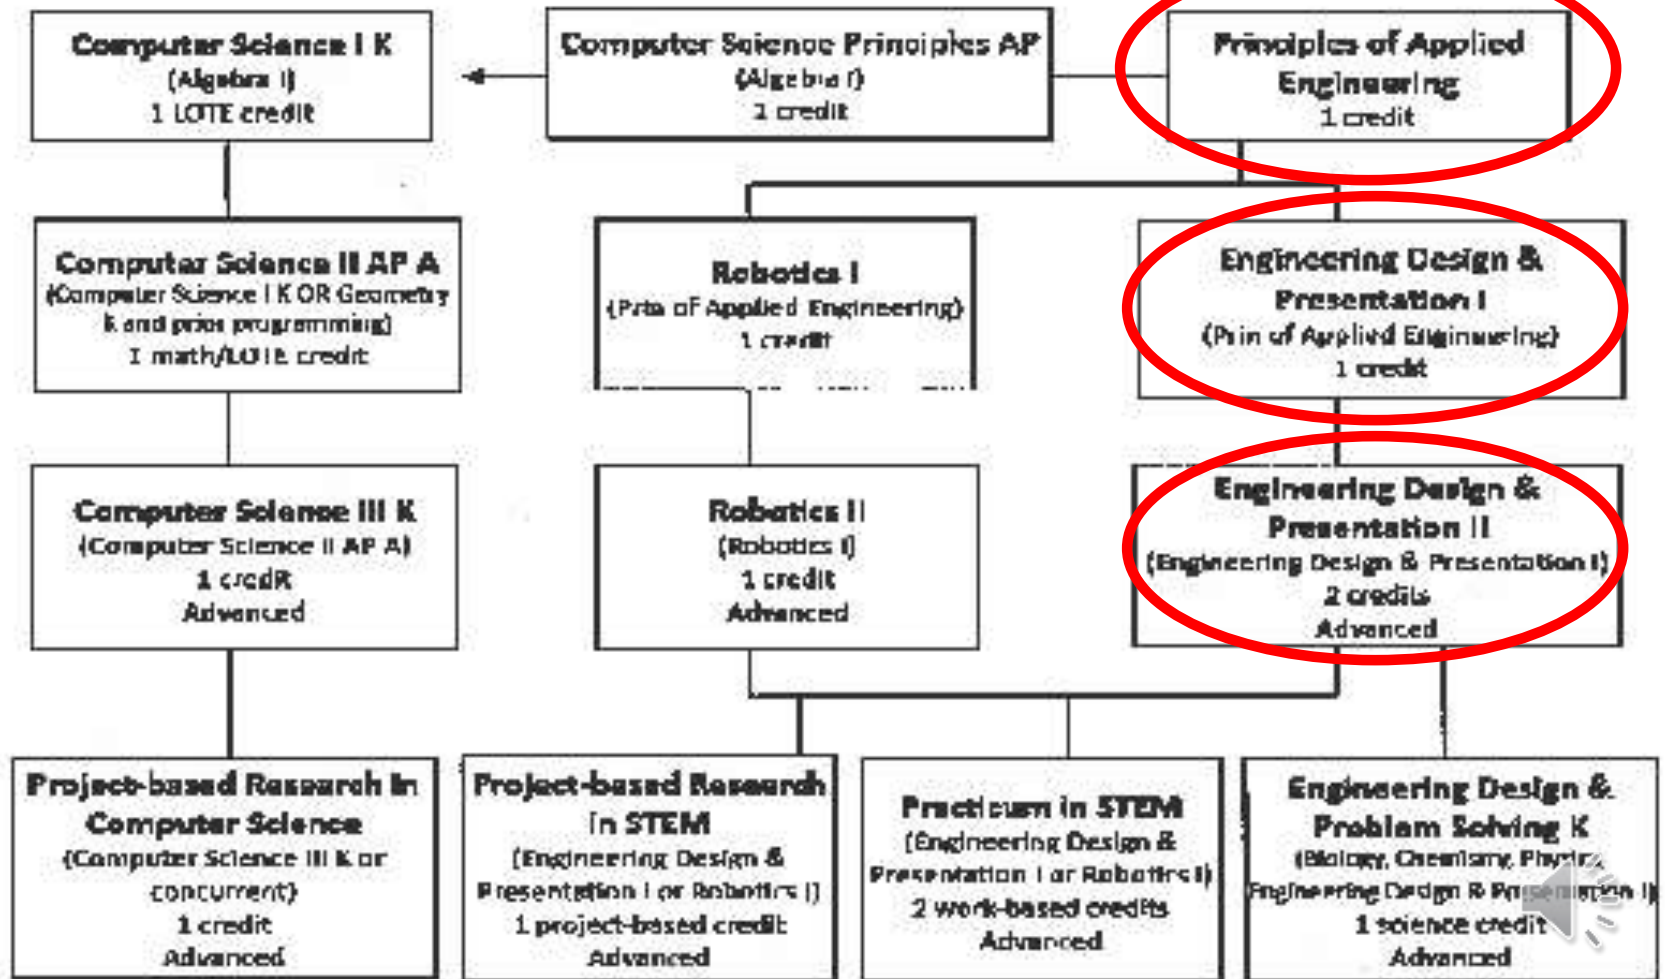 Computer Science I K
(Algebra I)
1 LOTE credit
Computer Science Principles AP
(Algebra I)
1 credit
Principles of Applied
Engineering
1 credit
Computer Science II AP A
(Computer Science I K OR Geometry
K and prior programming)
1 math/LOTE credit
Robotics I
(Prin of Applied Engineering)
1 credit
Engineering Design &
Presentation I
(Prin of Applied Engineering)
1 credit
Computer Science III K
(Computer Science II AP A)
1 credit
Advanced
Robotics II
(Robotics I)
1 credit
Advanced
Engineering Design &
Presentation II
(Engineering Design & Presentation I)
2 credits
Advanced
Project-based Research in
Computer Science
(Computer Science III K or
concurrent)
1 credit
Advanced
Project-based Research
in STEM
(Engineering Design &
Presentation I or Robotics I)
1 project-based credit
Advanced
Practicum in STEM
(Engineering Design &
Presentation I or Robotics I)
2 work-based credits
Advanced
Engineering Design &
Problem Solving K
(Biology, Chemistry, Physics,
Engineering Design & Presentation I)
1 science credit
Advanced